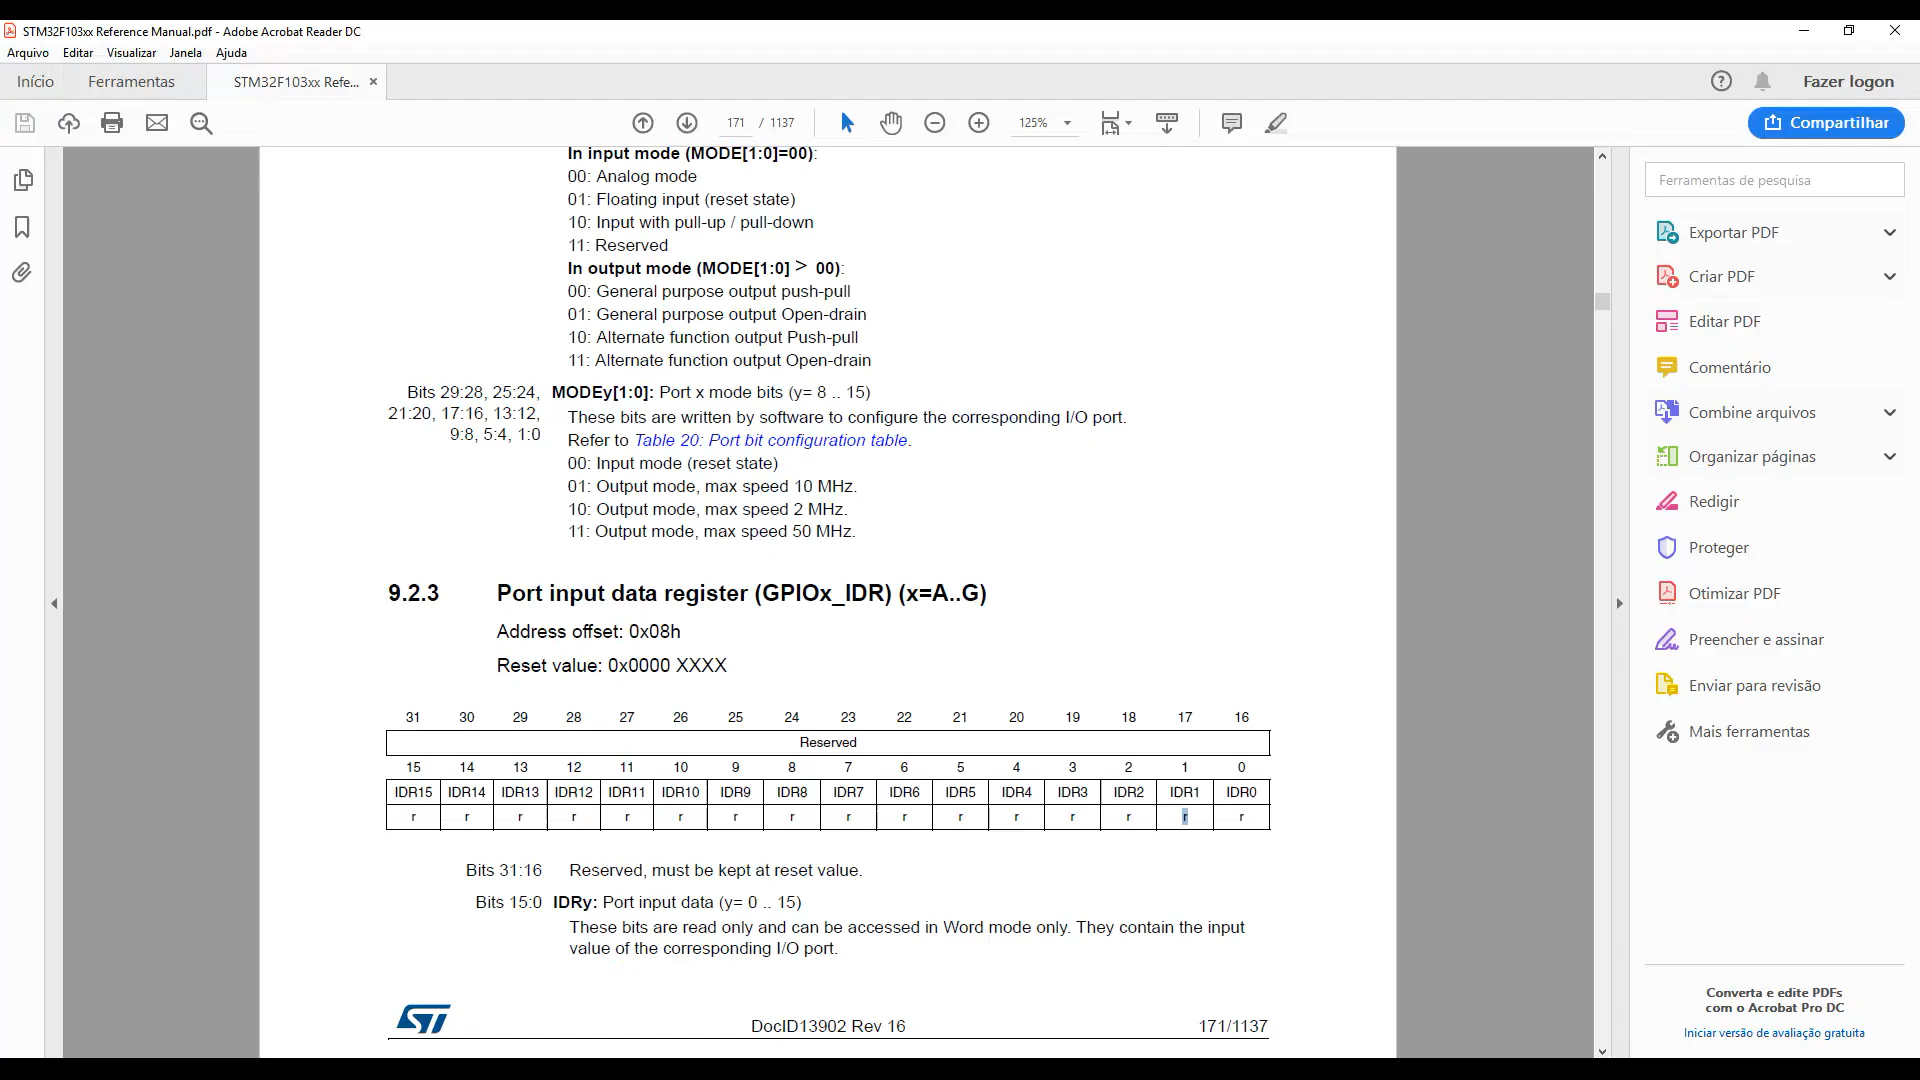 STM32F103xx Reference Manual.pdf - Adobe Acrobat Reader DC
Arquivo Editar Visualizar Janela Ajuda
Início Ferramentas STM32F103xx Refe... × Fazer logon
171 / 1137 125% Compartilhar
In input mode (MODE[1:0]=00):
00: Analog mode
01: Floating input (reset state)
10: Input with pull-up / pull-down
11: Reserved
In output mode (MODE[1:0] > 00):
00: General purpose output push-pull
01: General purpose output Open-drain
10: Alternate function output Push-pull
11: Alternate function output Open-drain
Bits 29:28, 25:24, MODEy[1:0]: Port x mode bits (y= 8 .. 15)
21:20, 17:16, 13:12, These bits are written by software to configure the corresponding I/O port.
9:8, 5:4, 1:0 Refer to Table 20: Port bit configuration table.
00: Input mode (reset state)
01: Output mode, max speed 10 MHz.
10: Output mode, max speed 2 MHz.
11: Output mode, max speed 50 MHz.
9.2.3 Port input data register (GPIOx_IDR) (x=A..G)
Address offset: 0x08h
Reset value: 0x0000 XXXX
31 30 29 28 27 26 25 24 23 22 21 20 19 18 17 16
Reserved
15 14 13 12 11 10 9 8 7 6 5 4 3 2 1 0
IDR15 IDR14 IDR13 IDR12 IDR11 IDR10 IDR9 IDR8 IDR7 IDR6 IDR5 IDR4 IDR3 IDR2 IDR1 IDR0
r r r r r r r r r r r r r r r r
Bits 31:16 Reserved, must be kept at reset value.
Bits 15:0 IDRy: Port input data (y= 0 .. 15)
These bits are read only and can be accessed in Word mode only. They contain the input
value of the corresponding I/O port.
ST DocID13902 Rev 16 171/1137
Ferramentas de pesquisa
Exportar PDF
Criar PDF
Editar PDF
Comentário
Combine arquivos
Organizar páginas
Redigir
Proteger
Otimizar PDF
Preencher e assinar
Enviar para revisão
Mais ferramentas
Converta e edite PDFs
com o Acrobat Pro DC
Iniciar versão de avaliação gratuita